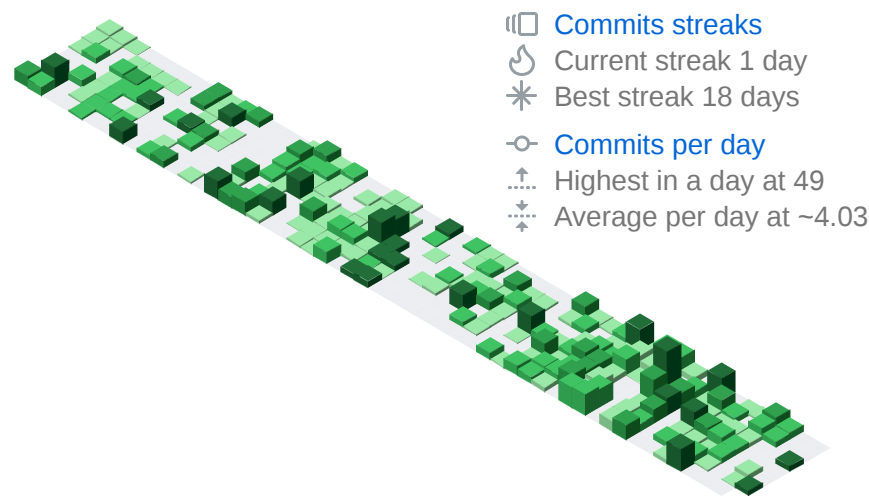 Commits streaks
Current streak 1 day
Best streak 18 days
Commits per day
Highest in a day at 49
Average per day at ~4.03